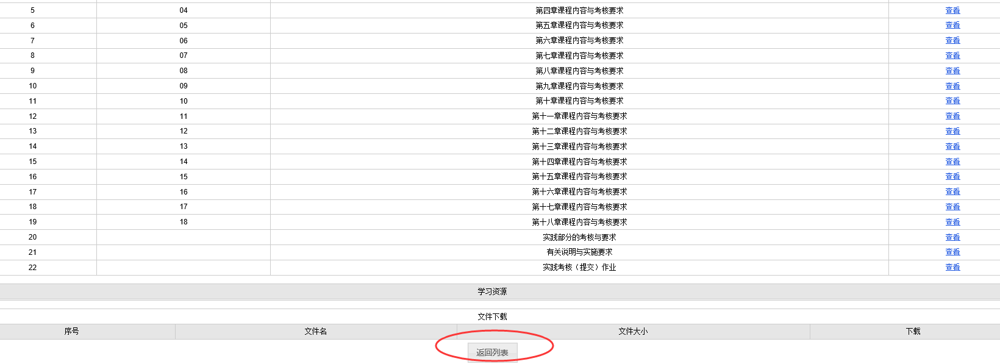 5 04 第四章课程内容与考核要求 查看
6 05 第五章课程内容与考核要求 查看
7 06 第六章课程内容与考核要求 查看
8 07 第七章课程内容与考核要求 查看
9 08 第八章课程内容与考核要求 查看
10 09 第九章课程内容与考核要求 查看
11 10 第十章课程内容与考核要求 查看
12 11 第十一章课程内容与考核要求 查看
13 12 第十二章课程内容与考核要求 查看
14 13 第十三章课程内容与考核要求 查看
15 14 第十四章课程内容与考核要求 查看
16 15 第十五章课程内容与考核要求 查看
17 16 第十六章课程内容与考核要求 查看
18 17 第十七章课程内容与考核要求 查看
19 18 第十八章课程内容与考核要求 查看
20 实践部分的考核与要求 查看
21 有关说明与实施要求 查看
22 实践考核（提交）作业 查看
学习资源
文件下载
序号 文件名 文件大小 下载
返回列表